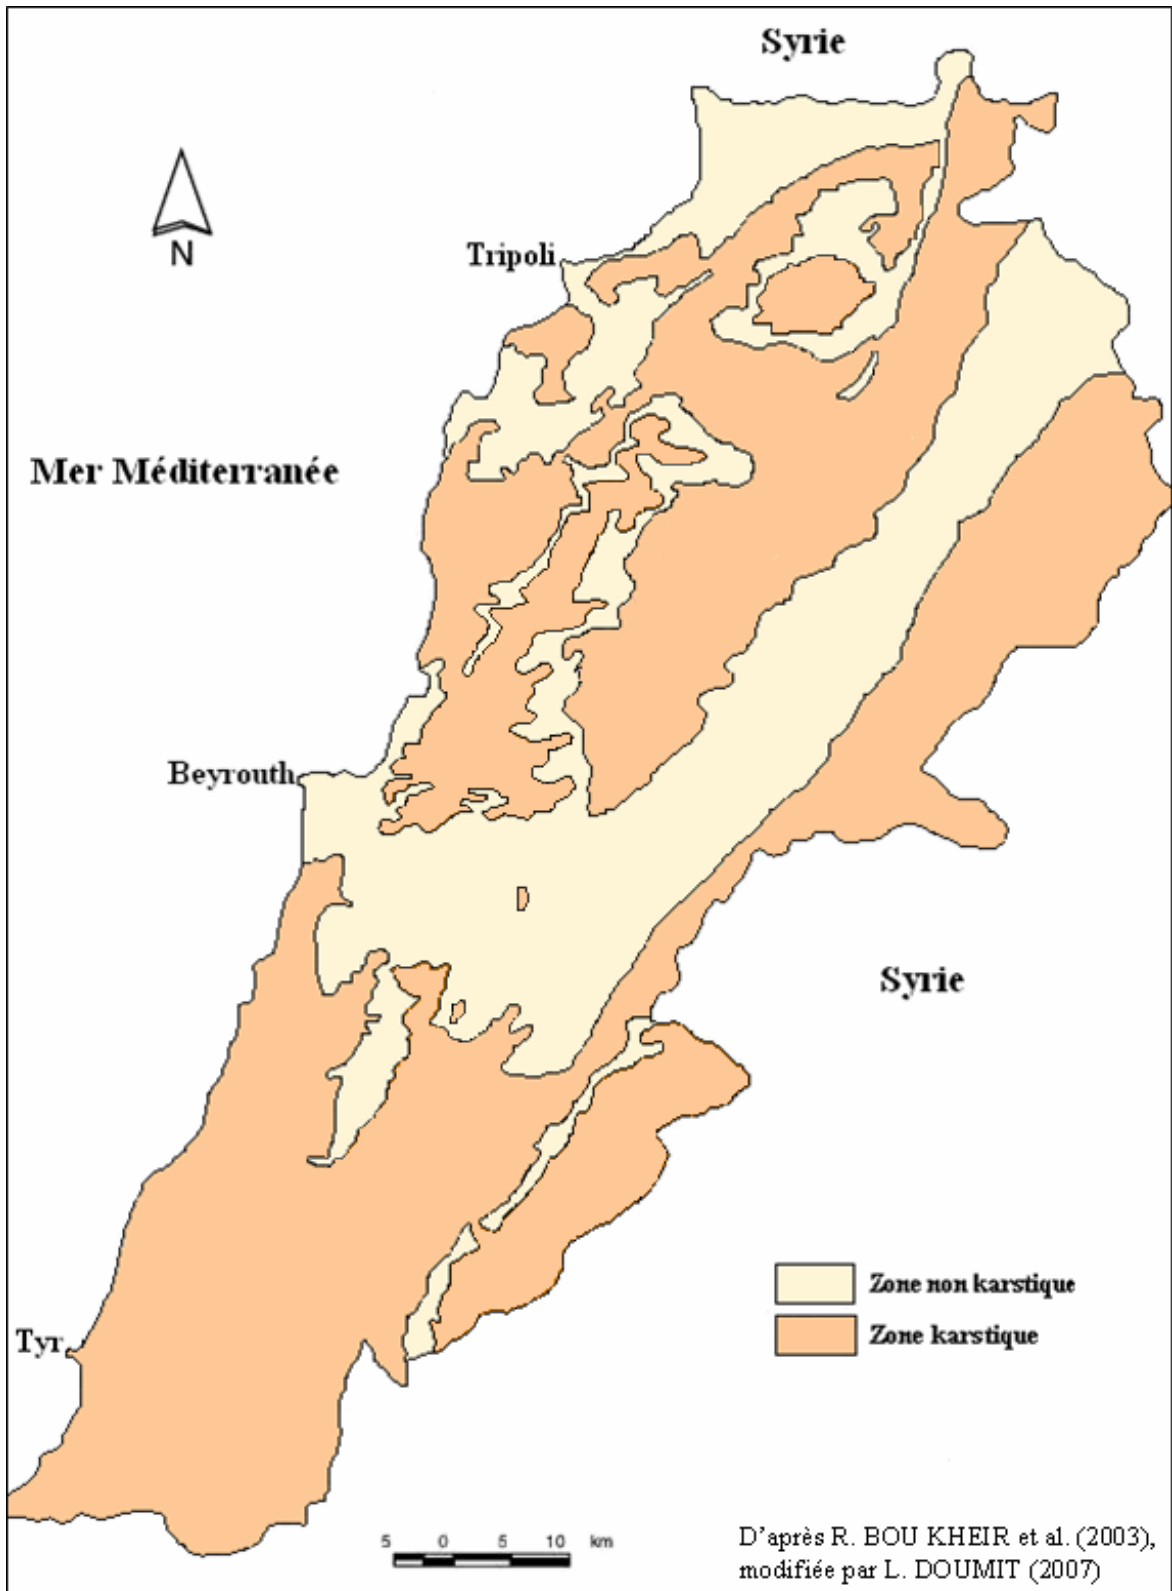 Syrie
N
Tripoli
Mer Méditerranée
Beyrouth
Syrie
Zone non karstique
Zone karstique
Tyr
5 0 5 10 km
D'après R. BOU KHEIR et al. (2003),
modifiée par L. DOUMIT (2007)